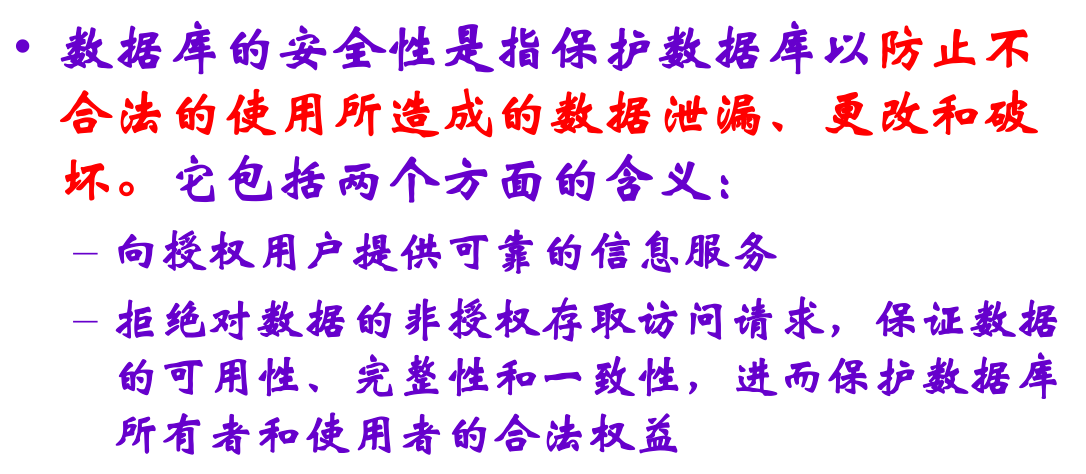 • 数据库的安全性是指保护数据库以防止不
合法的使用所造成的数据泄漏、更改和破
坏。它包括两个方面的含义：
– 向授权用户提供可靠的信息服务
– 拒绝对数据的非授权存取访问请求，保证数据
的可用性、完整性和一致性，进而保护数据库
所有者和使用者的合法权益